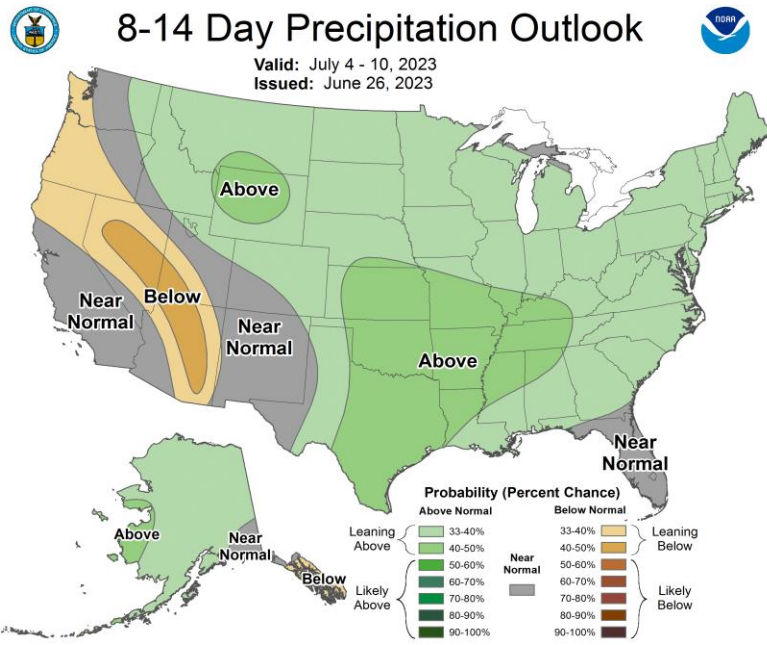 8-14 Day Precipitation Outlook
NOAA
Valid: July 4 - 10, 2023
Issued: June 26, 2023
Above
Near
Normal
Below
Near
Normal
Above
Near
Normal
Above
Near
Normal
Below
Probability (Percent Chance)
Above Normal
Below Normal
Leaning
Above
33-40%
40-50%
Likely
Above
50-60%
60-70%
70-80%
80-90%
90-100%
Near
Normal
33-40%
40-50%
Leaning
Below
50-60%
60-70%
70-80%
80-90%
90-100%
Likely
Below